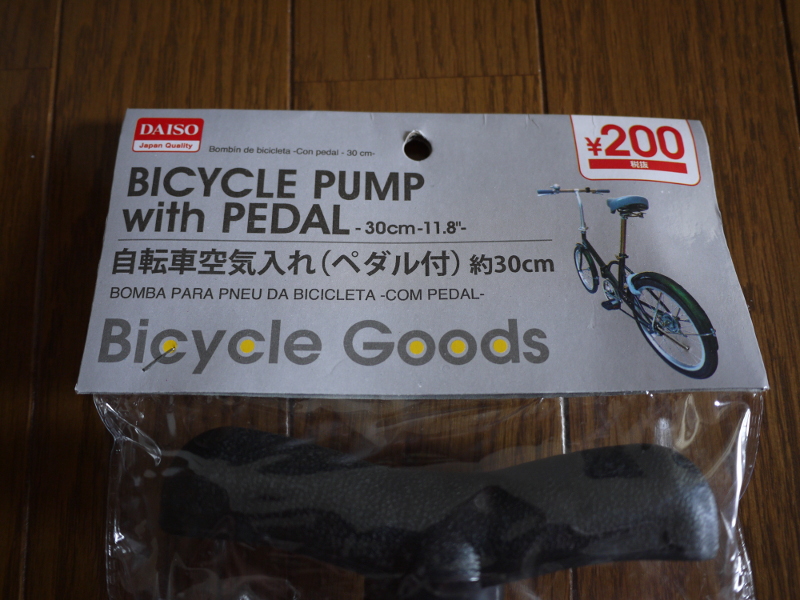 DAISO
Japan Quality
Bombín de bicicleta -Con pedal - 30 cm-
¥200
税抜
BICYCLE PUMP
with PEDAL - 30cm-11.8"-
自転車空気入れ(ペダル付) 約30cm
BOMBA PARA PNEU DA BICICLETA -COM PEDAL-
Bicycle Goods